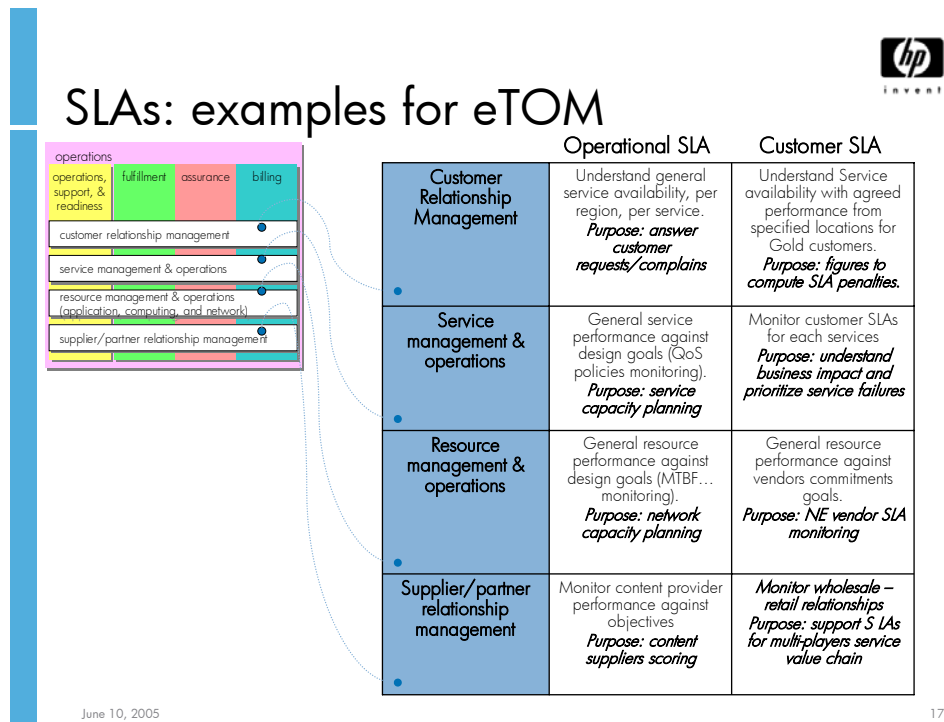 hp
invent
SLAs: examples for eTOM
operations
operations,
support, &
readiness
fulfillment
assurance
billing
customer relationship management
service management & operations
resource management & operations
(application, computing, and network)
supplier/partner relationship management
Operational SLA
Customer SLA
Customer
Relationship
Management
Understand general
service availability, per
region, per service.
Purpose: answer
customer
requests/complains
Understand Service
availability with agreed
performance from
specified locations for
Gold customers.
Purpose: figures to
compute SLA penalties.
Service
management &
operations
General service
performance against
design goals (QoS
policies monitoring).
Purpose: service
capacity planning
Monitor customer SLAs
for each services
Purpose: understand
business impact and
prioritize service failures
Resource
management &
operations
General resource
performance against
design goals (MTBF...
monitoring).
Purpose: network
capacity planning
General resource
performance against
vendors commitments
goals.
Purpose: NE vendor SLA
monitoring
Supplier/partner
relationship
management
Monitor content provider
performance against
objectives
Purpose: content
suppliers scoring
Monitor wholesale –
retail relationships
Purpose: support S LAs
for multi-players service
value chain
June 10, 2005
17